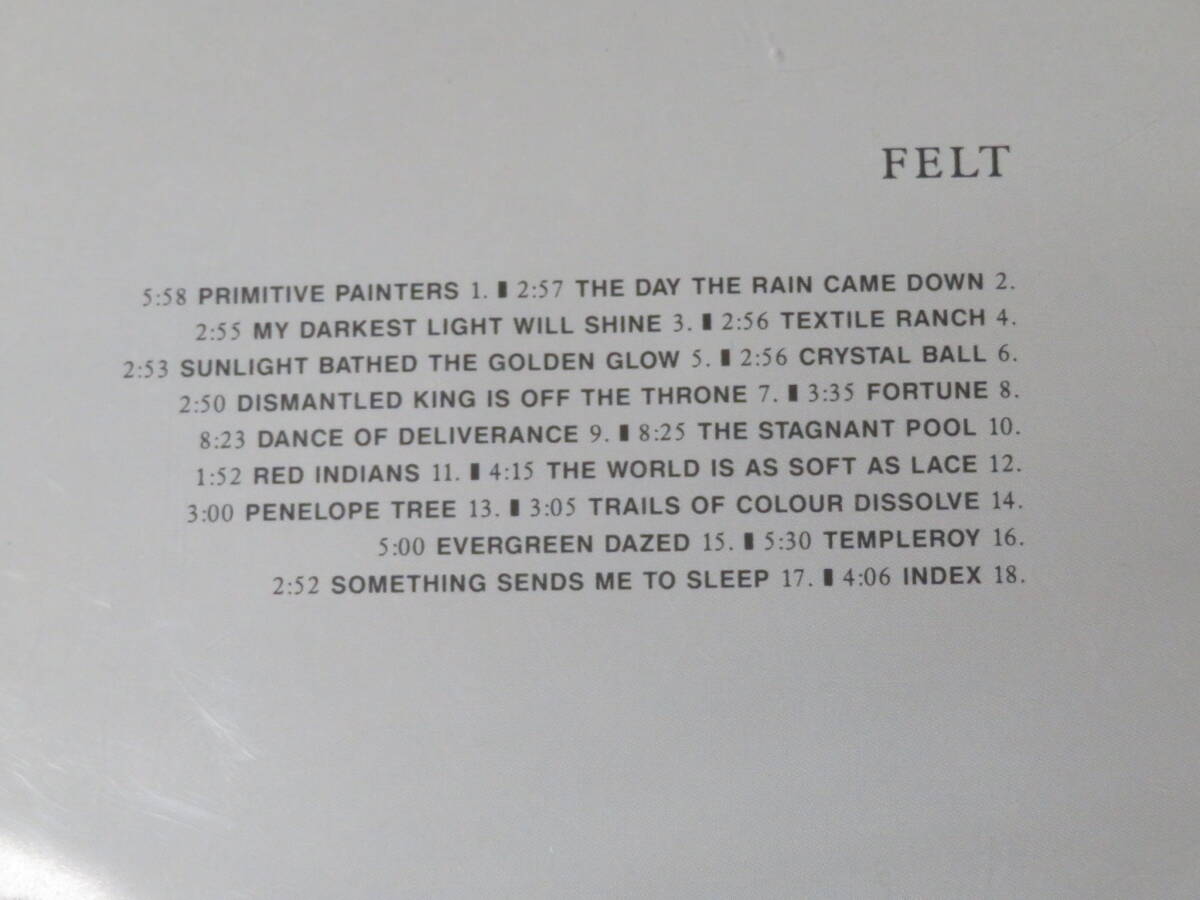 FELT
5:58 PRIMITIVE PAINTERS 1. ▮ 2:57 THE DAY THE RAIN CAME DOWN 2.
2:55 MY DARKEST LIGHT WILL SHINE 3. ▮ 2:56 TEXTILE RANCH 4.
2:53 SUNLIGHT BATHED THE GOLDEN GLOW 5. ▮ 2:56 CRYSTAL BALL 6.
2:50 DISMANTLED KING IS OFF THE THRONE 7. ▮ 3:35 FORTUNE 8.
8:23 DANCE OF DELIVERANCE 9. ▮ 8:25 THE STAGNANT POOL 10.
1:52 RED INDIANS 11. ▮ 4:15 THE WORLD IS AS SOFT AS LACE 12.
3:00 PENELOPE TREE 13. ▮ 3:05 TRAILS OF COLOUR DISSOLVE 14.
5:00 EVERGREEN DAZED 15. ▮ 5:30 TEMPLEROY 16.
2:52 SOMETHING SENDS ME TO SLEEP 17. ▮ 4:06 INDEX 18.